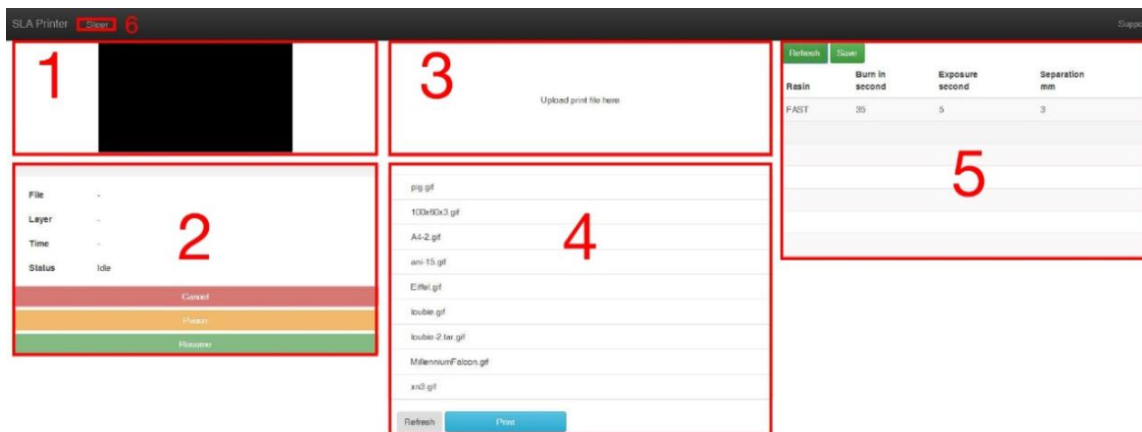 SLA Printer Slicer 6
1
3
Upload print file here
Refresh Save
Resin Burn in second Exposure second Separation mm
FAST 35 5 3
5
2
File -
Layer -
Time -
Status Idle
Cancel
Pause
Resume
4
pig.gif
100x60x3.gif
A4-2.gif
ani-15.gif
Eiffel.gif
loubie.gif
loubie-2.tar.gif
MillenniumFalcon.gif
xn3.gif
Refresh Print